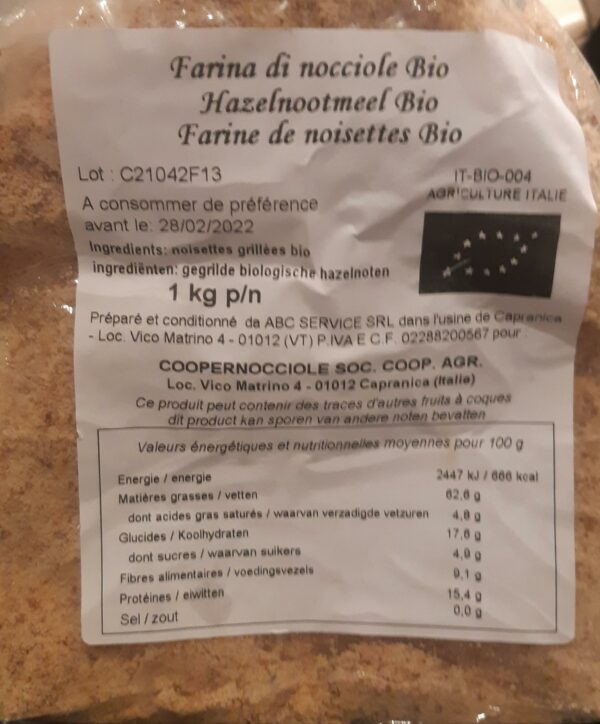 Farina di nocciole Bio
Hazelnootmeel Bio
Farine de noisettes Bio
Lot : C21042F13
IT-BIO-004
AGRICULTURE ITALIE
A consommer de préférence
avant le: 28/02/2022
Ingredients: noisettes grillées bio
ingrediënten: gegrilde biologische hazelnoten
1 kg p/n
Préparé et conditionné da ABC SERVICE SRL dans l'usine de Capranica
- Loc. Vico Matrino 4 - 01012 (VT) P.IVA E C.F. 02288200567 pour :
COOPERNOCCIOLE SOC. COOP. AGR.
Loc. Vico Matrino 4 - 01012 Capranica (Italie)
Ce produit peut contenir des traces d'autres fruits à coques
dit product kan sporen van andere noten bevatten
Valeurs énergétiques et nutritionnelles moyennes pour 100 g
Energie / energie 2447 kJ / 666 kcal
Matières grasses / vetten 62,6 g
dont acides gras saturés / waarvan verzadigde vetzuren 4,8 g
Glucides / Koolhydraten 17,6 g
dont sucres / waarvan suikers 4,9 g
Fibres alimentaires / voedingsvezels 9,1 g
Protéines / eiwitten 15,4 g
Sel / zout 0,0 g